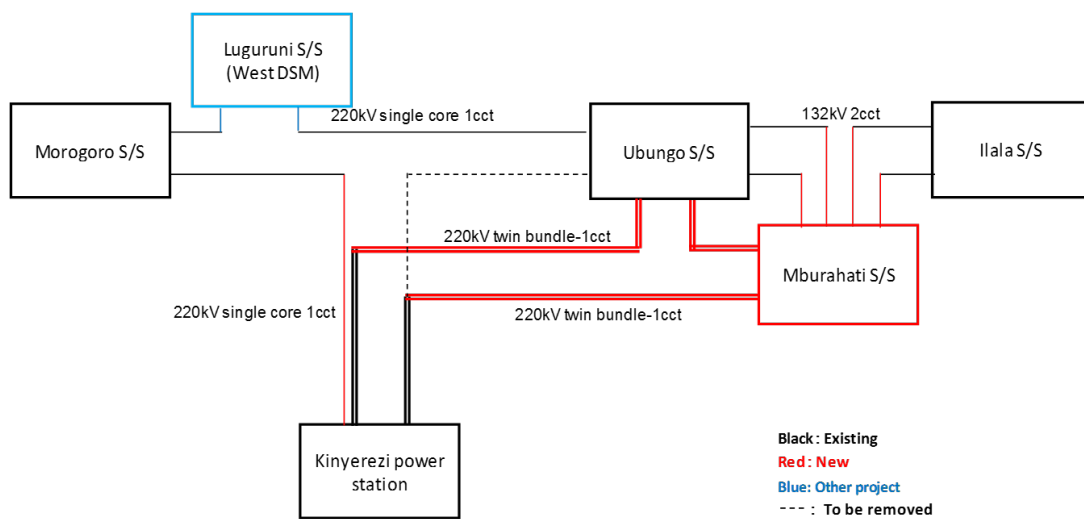 Luguruni S/S
(West DSM)
Morogoro S/S
220kV single core 1cct
Ubungo S/S
132kV 2cct
Ilala S/S
220kV twin bundle-1cct
Mburahati S/S
220kV single core 1cct
220kV twin bundle-1cct
Kinyerezi power
station
Black : Existing
Red : New
Blue: Other project
--- : To be removed